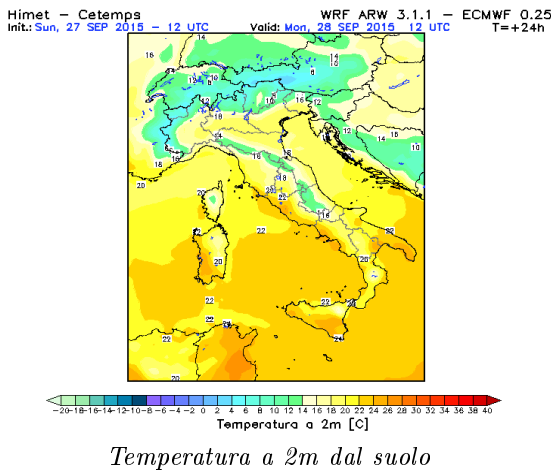 Himet – Cetemps WRF ARW 3.1.1 – ECMWF 0.25
Init.: Sun, 27 SEP 2015 – 12 UTC Valid: Mon, 28 SEP 2015 12 UTC T=+24h
-20-18-16-14-12-10-8 -6 -4 -2 0 2 4 6 8 10 12 14 16 18 20 22 24 26 28 30 32 34 36 38 40
Temperatura a 2m [C]
Temperatura a 2m dal suolo